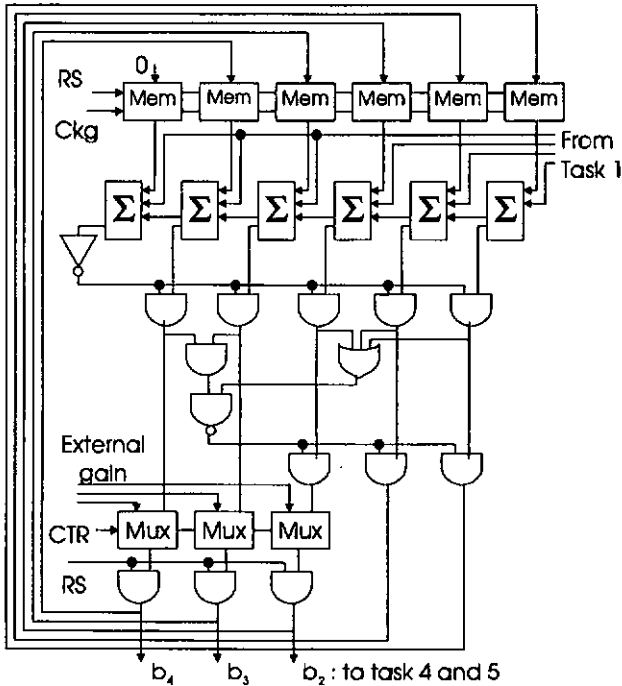 0
RS
Mem Mem Mem Mem Mem Mem
Ckg
From
Task 1
Σ Σ Σ Σ Σ Σ
External
gain
CTR
Mux Mux Mux
RS
b₄ b₃ b₂ : to task 4 and 5